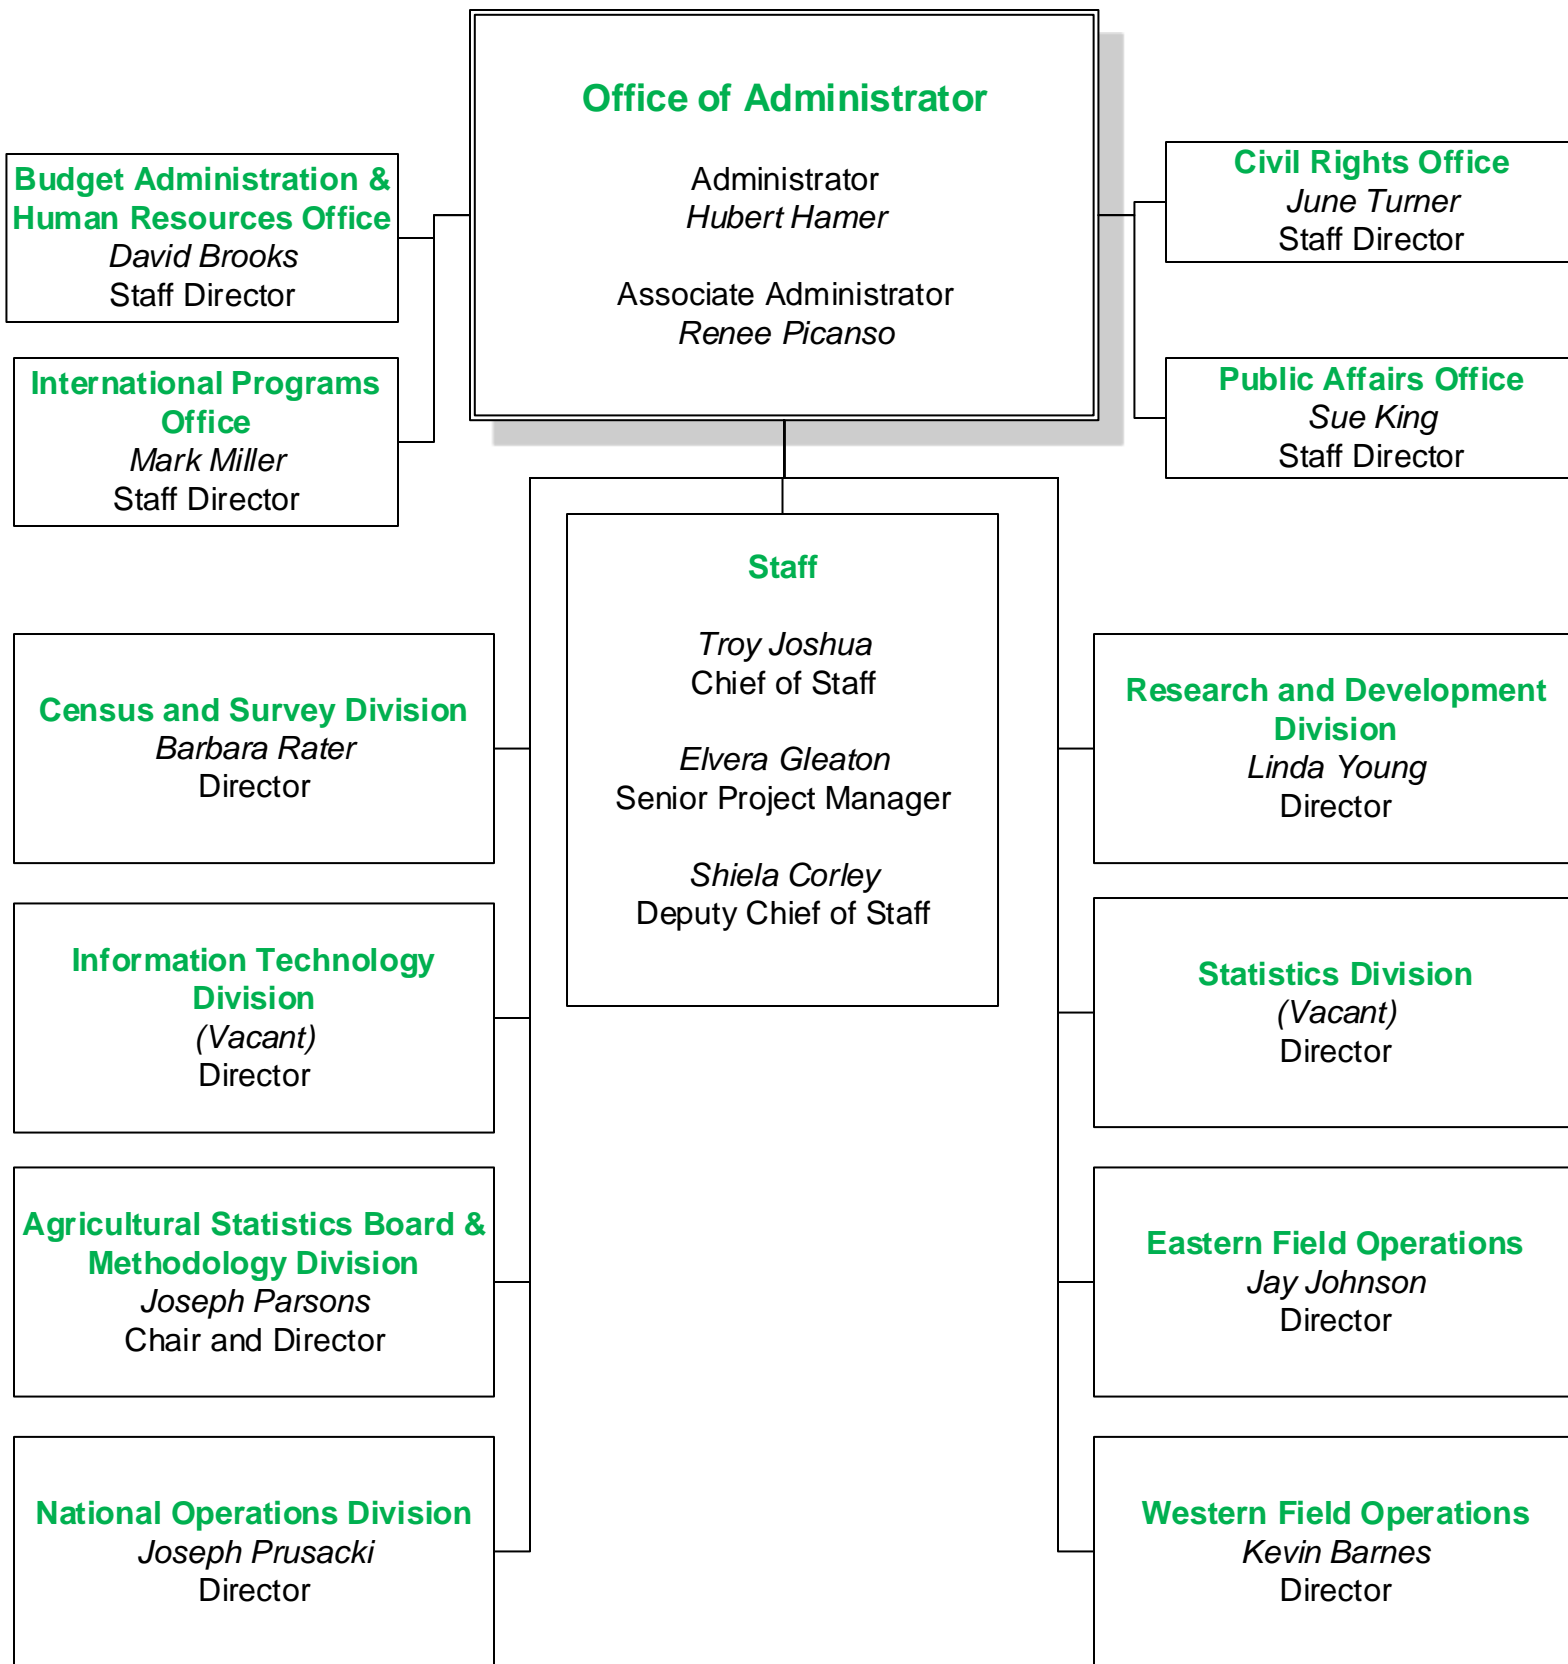 Office of Administrator
Administrator
Hubert Hamer
Associate Administrator
Renee Picanso
Budget Administration &
Human Resources Office
David Brooks
Staff Director
International Programs
Office
Mark Miller
Staff Director
Civil Rights Office
June Turner
Staff Director
Public Affairs Office
Sue King
Staff Director
Staff
Troy Joshua
Chief of Staff
Elvera Gleaton
Senior Project Manager
Shiela Corley
Deputy Chief of Staff
Census and Survey Division
Barbara Rater
Director
Information Technology
Division
(Vacant)
Director
Agricultural Statistics Board &
Methodology Division
Joseph Parsons
Chair and Director
National Operations Division
Joseph Prusacki
Director
Research and Development
Division
Linda Young
Director
Statistics Division
(Vacant)
Director
Eastern Field Operations
Jay Johnson
Director
Western Field Operations
Kevin Barnes
Director